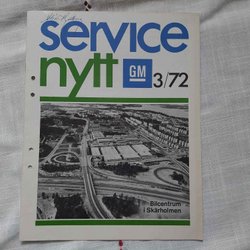 service
nytt
GM 3/72
Bilcentrum
i Skärholmen